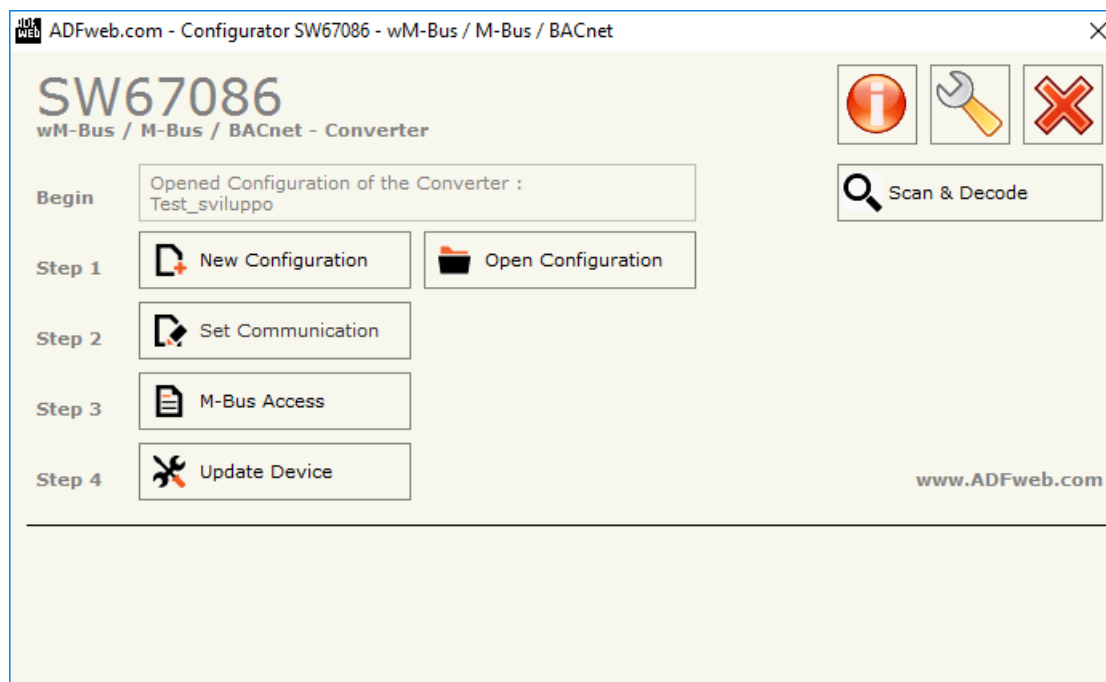 ADFweb.com - Configurator SW67086 - wM-Bus / M-Bus / BACnet
SW67086
wM-Bus / M-Bus / BACnet - Converter
Begin
Opened Configuration of the Converter :
Test_sviluppo
Scan & Decode
Step 1
New Configuration
Open Configuration
Step 2
Set Communication
Step 3
M-Bus Access
Step 4
Update Device
www.ADFweb.com